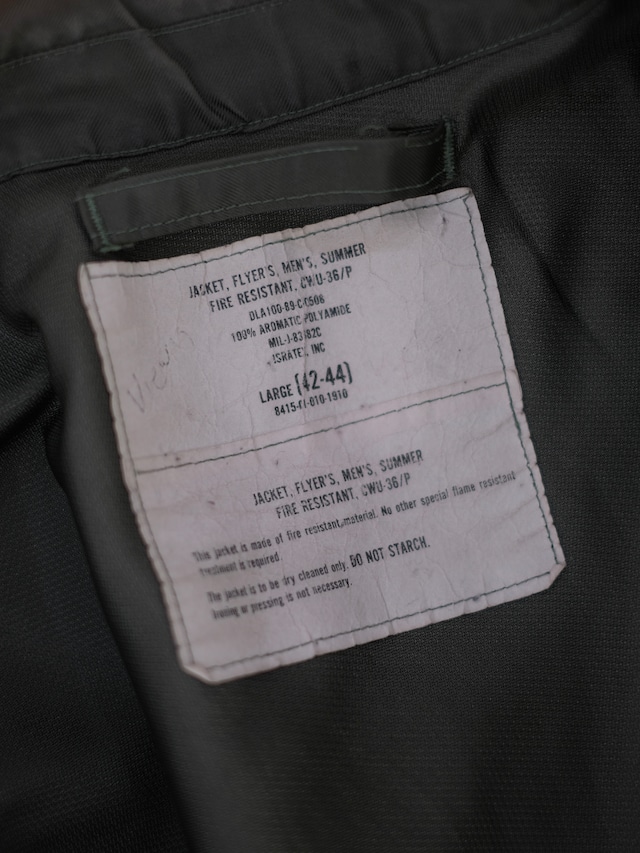 JACKET, FLYER'S, MEN'S, SUMMER
FIRE RESISTANT, CWU-36/P
DLA100-89-C-0506
100% AROMATIC POLYAMIDE
MIL-J-83382C
ISRATEX, INC
LARGE (42-44)
8415-01-010-1910
JACKET, FLYER'S, MEN'S, SUMMER
FIRE RESISTANT, CWU-36/P
This jacket is made of fire resistant material. No other special flame resistant
treatment is required.
The jacket is to be dry cleaned only. DO NOT STARCH.
Ironing or pressing is not necessary.